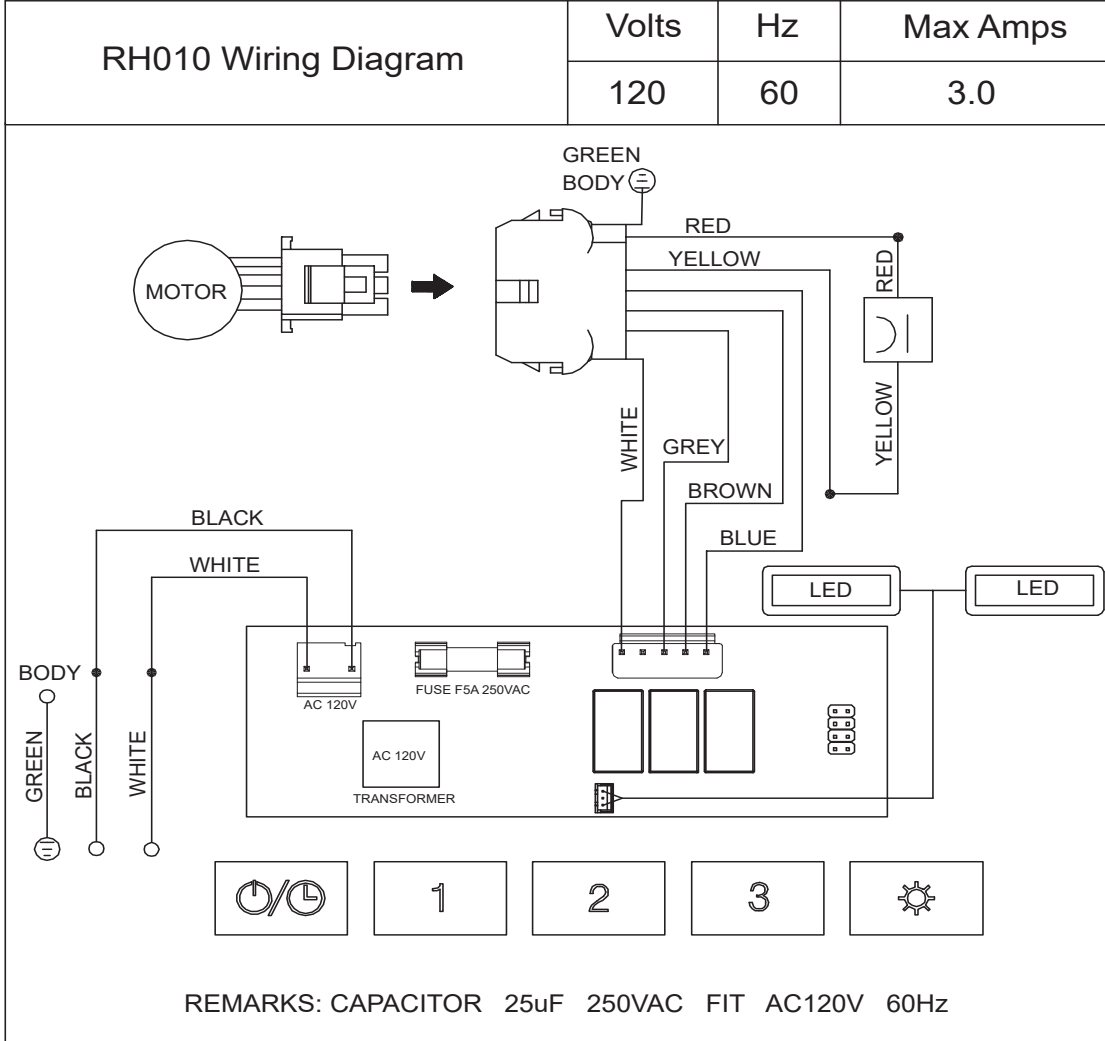 RH010 Wiring Diagram
Volts Hz Max Amps
120 60 3.0
GREEN
BODY
RED
YELLOW
RED
MOTOR
YELLOW
WHITE
GREY
BROWN
BLUE
BLACK
WHITE
LED LED
BODY
GREEN
BLACK
WHITE
AC 120V
FUSE F5A 250VAC
AC 120V
TRANSFORMER
1 2 3
REMARKS: CAPACITOR 25uF 250VAC FIT AC120V 60Hz